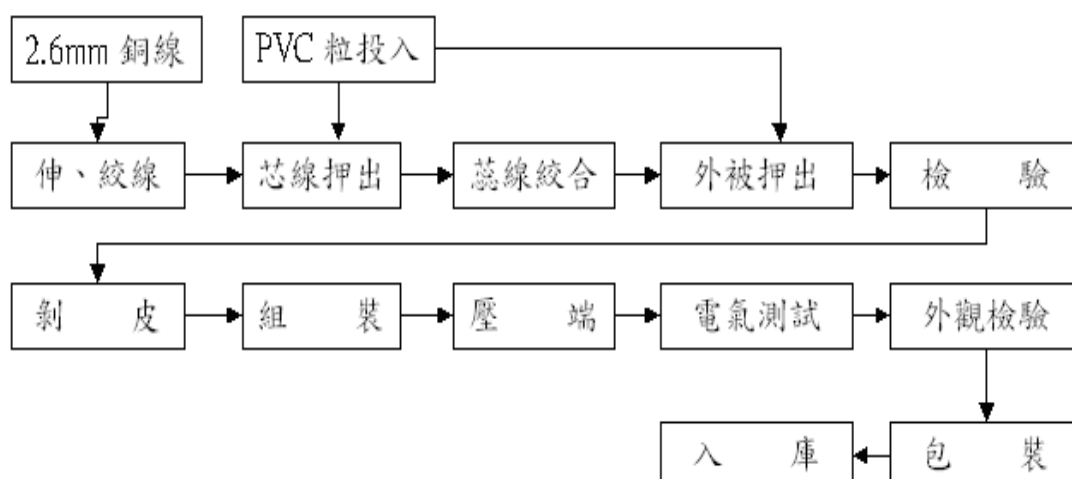 2.6mm 銅線
PVC 粒投入
伸、絞線
芯線押出
蕊線絞合
外被押出
檢 驗
剝 皮
組 裝
壓 端
電氣測試
外觀檢驗
入 庫
包 裝